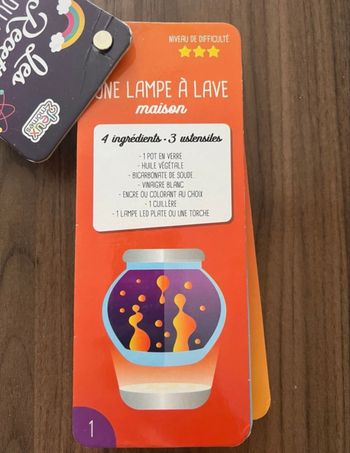 NIVEAU DE DIFFICULTÉ
UNE LAMPE À LAVE
maison
4 ingrédients • 3 ustensiles
- 1 POT EN VERRE
- HUILE VÉGÉTALE
- BICARBONATE DE SOUDE
- VINAIGRE BLANC
- ENCRE OU COLORANT AU CHOIX
- 1 CUILLÈRE
- 1 LAMPE LED PLATE OU UNE TORCHE
1
Les